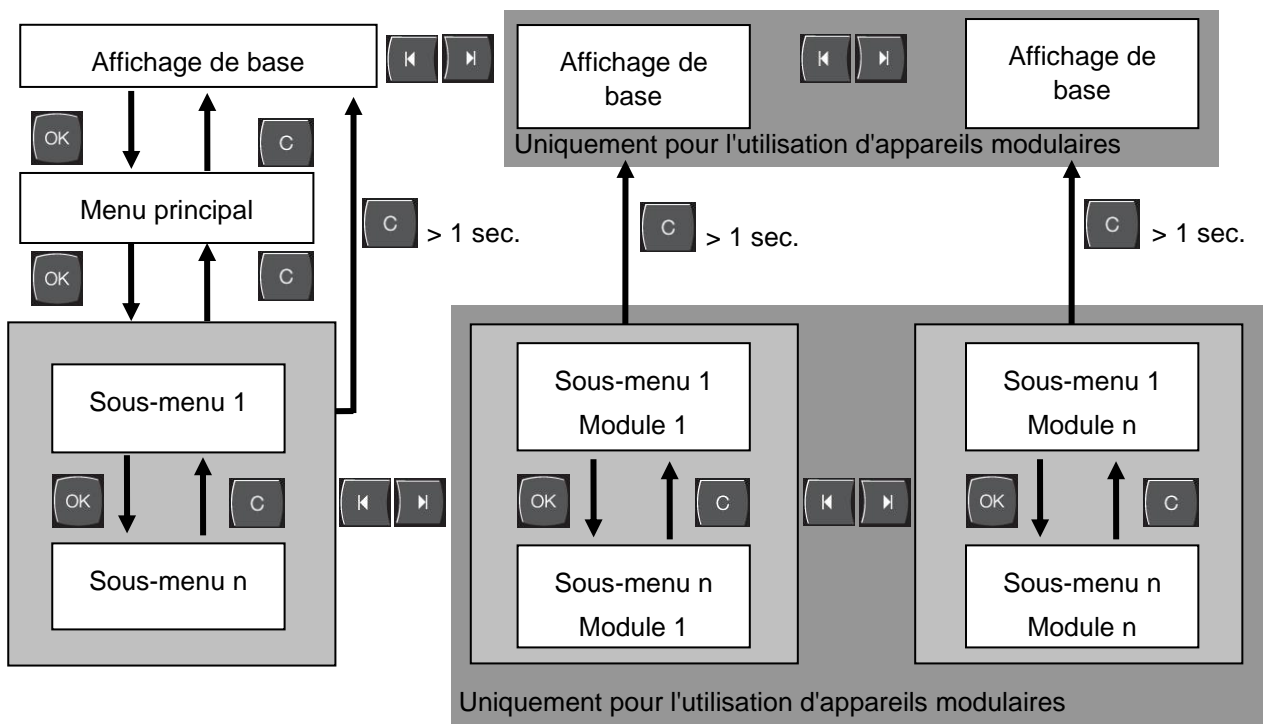 Affichage de base
Affichage de
base
Affichage de
base
Uniquement pour l'utilisation d'appareils modulaires
OK
C
Menu principal
C
> 1 sec.
C
> 1 sec.
C
> 1 sec.
OK
C
Sous-menu 1
OK
C
Sous-menu n
Sous-menu 1
Module 1
OK
C
Sous-menu n
Module 1
Sous-menu 1
Module n
OK
C
Sous-menu n
Module n
Uniquement pour l'utilisation d'appareils modulaires